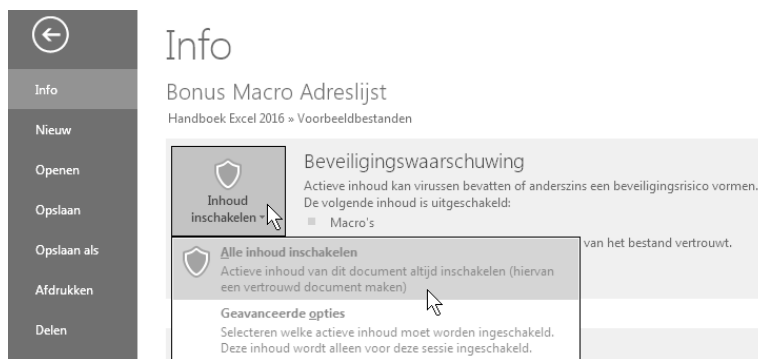 Info
Nieuw
Openen
Opslaan
Opslaan als
Afdrukken
Delen
Info
Bonus Macro Adreslijst
Handboek Excel 2016 » Voorbeeldbestanden
Inhoud
inschakelen
Beveiligingswaarschuwing
Actieve inhoud kan virussen bevatten of anderszins een beveiligingsrisico vormen.
De volgende inhoud is uitgeschakeld:
Macro's
van het bestand vertrouwt.
Alle inhoud inschakelen
Actieve inhoud van dit document altijd inschakelen (hiervan
een vertrouwd document maken)
Geavanceerde opties
Selecteren welke actieve inhoud moet worden ingeschakeld.
Deze inhoud wordt alleen voor deze sessie ingeschakeld.